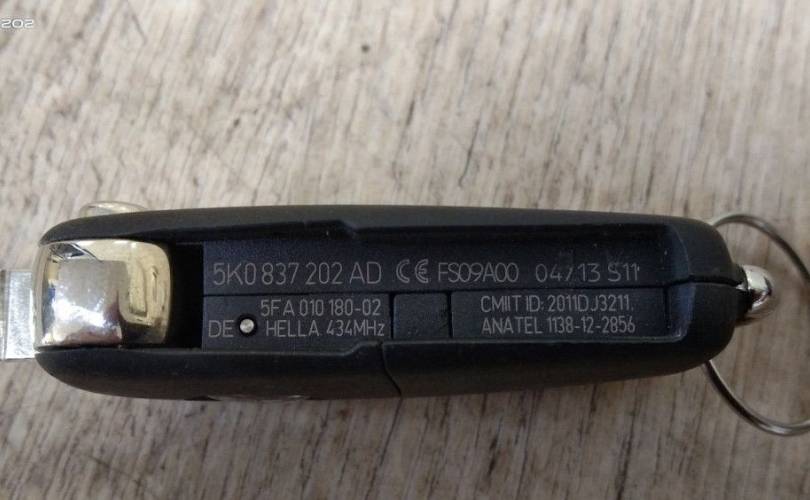 202
5K0 837 202 AD CE FS09A00 04/13 S11
5FA 010 180-02
DE HELLA 434MHz
CMIIT ID: 2011DJ3211.
ANATEL 1138-12-2856